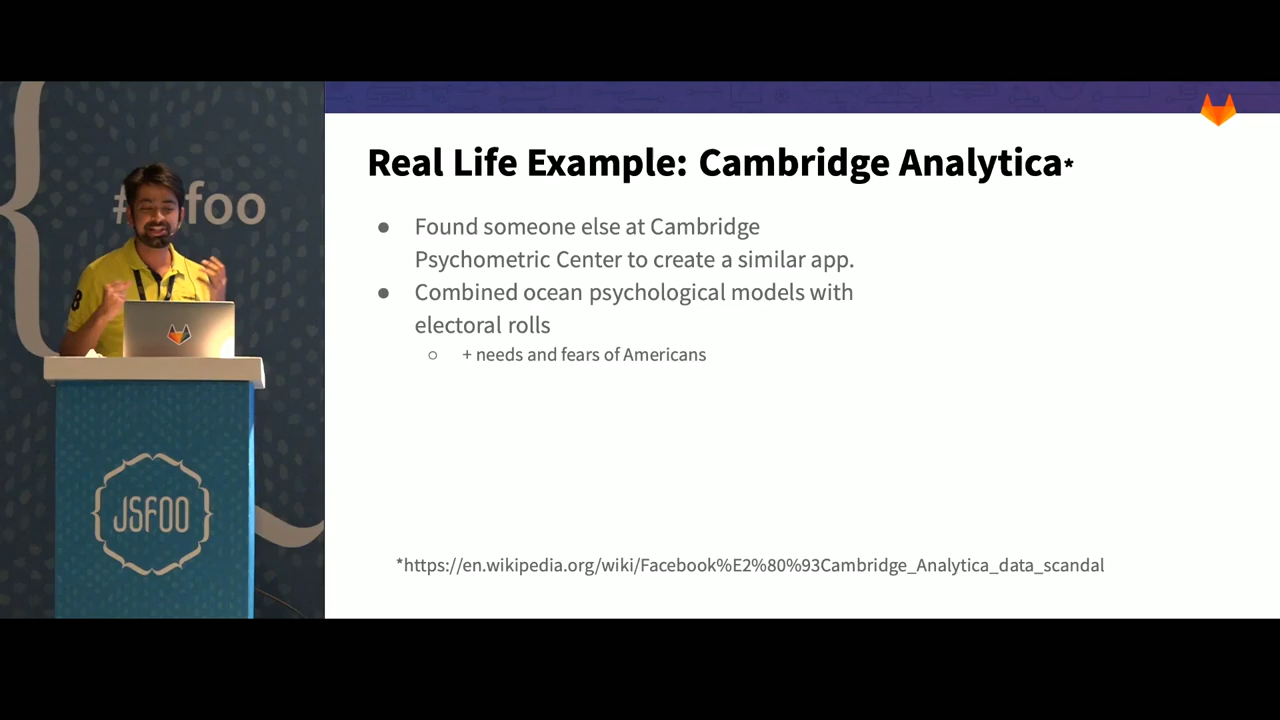 foo
JSFOO
Real Life Example: Cambridge Analytica*
● Found someone else at Cambridge
Psychometric Center to create a similar app.
● Combined ocean psychological models with
electoral rolls
○ + needs and fears of Americans
*https://en.wikipedia.org/wiki/Facebook%E2%80%93Cambridge_Analytica_data_scandal